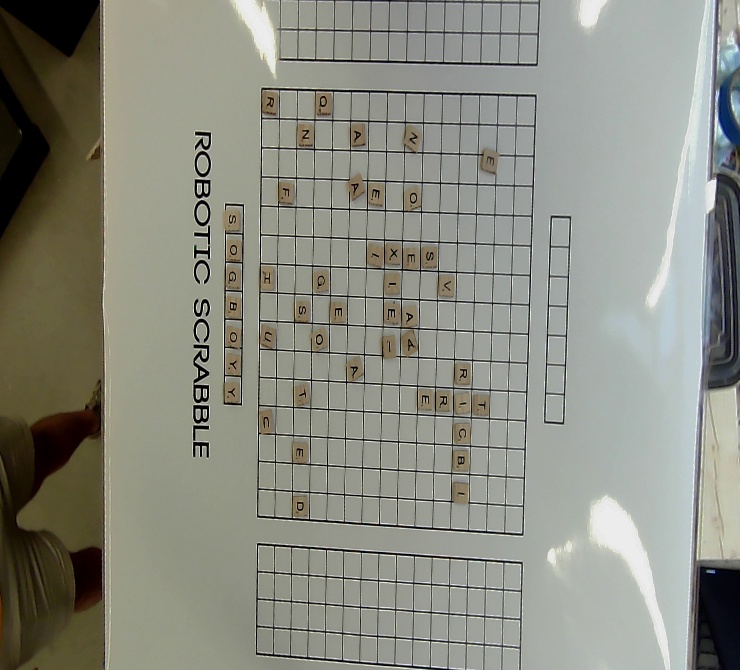 E T
R I C B I
V R
S E
N O E A A
X I E I
E
A A A
E
Q G O
N S T E D
F
R H U C
S O G B O Y Y
ROBOTIC SCRABBLE